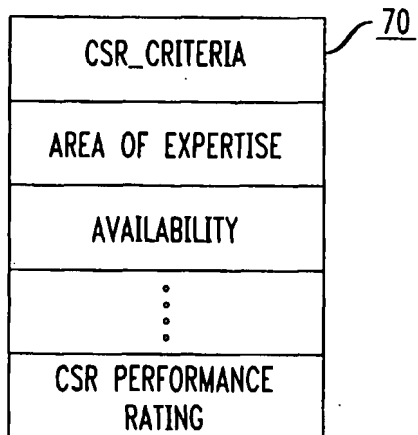 70
CSR_CRITERIA
AREA OF EXPERTISE
AVAILABILITY
CSR PERFORMANCE
RATING